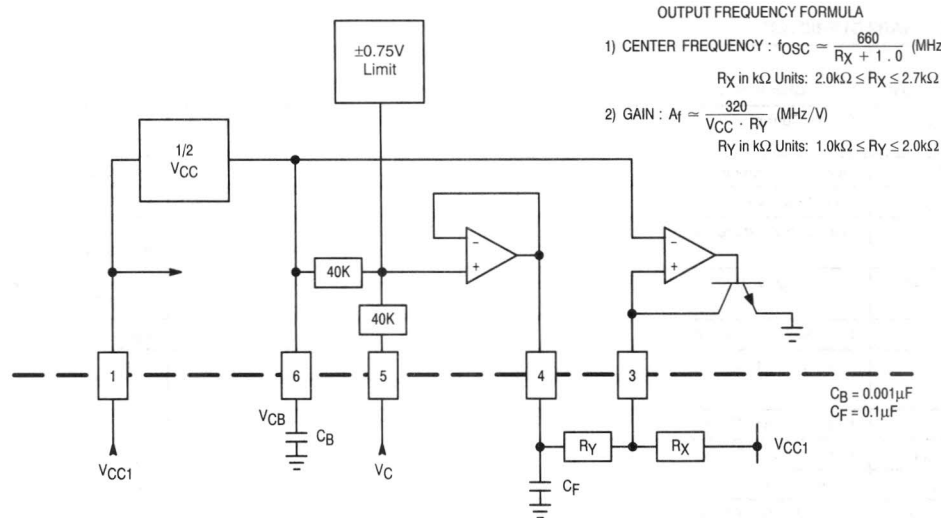 OUTPUT FREQUENCY FORMULA
1) CENTER FREQUENCY : fOSC ≃ 660 / RX + 1 . 0 (MHz
RX in kΩ Units: 2.0kΩ ≤ RX ≤ 2.7kΩ
2) GAIN : Af ≃ 320 / VCC · RY (MHz/V)
RY in kΩ Units: 1.0kΩ ≤ RY ≤ 2.0kΩ
±0.75V
Limit
1/2
VCC
40K
40K
−
+
−
+
1
6
5
4
3
CB = 0.001µF
CF = 0.1µF
VCB
CB
VCC1
VC
CF
RY
RX
VCC1